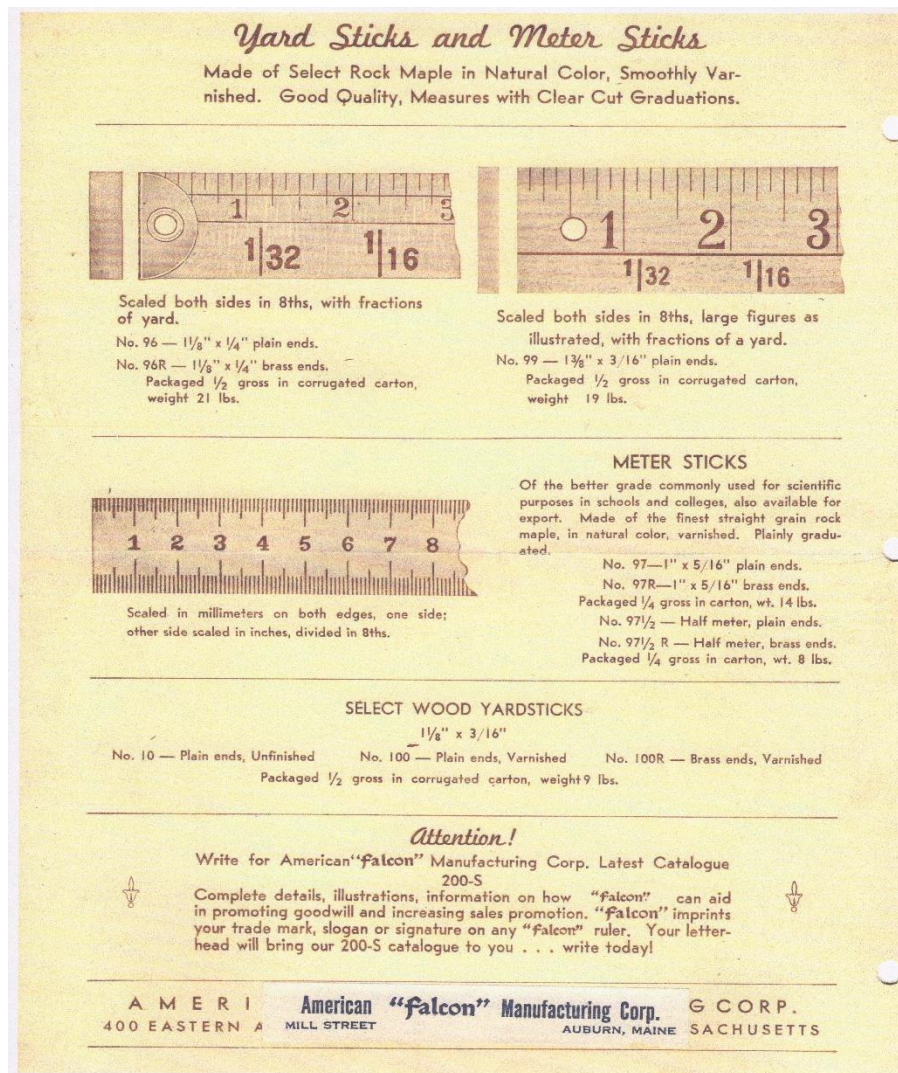 Yard Sticks and Meter Sticks
Made of Select Rock Maple in Natural Color, Smoothly Var-
nished. Good Quality, Measures with Clear Cut Graduations.
1 2 3
1/32 1/16
1 2 3
1/32 1/16
Scaled both sides in 8ths, with fractions
of yard.
No. 96 — 1⅛" x ¼" plain ends.
No. 96R — 1⅛" x ¼" brass ends.
Packaged ½ gross in corrugated carton,
weight 21 lbs.
Scaled both sides in 8ths, large figures as
illustrated, with fractions of a yard.
No. 99 — 1⅜" x 3/16" plain ends.
Packaged ½ gross in corrugated carton,
weight 19 lbs.
1 2 3 4 5 6 7 8
Scaled in millimeters on both edges, one side;
other side scaled in inches, divided in 8ths.
METER STICKS
Of the better grade commonly used for scientific
purposes in schools and colleges, also available for
export. Made of the finest straight grain rock
maple, in natural color, varnished. Plainly gradu-
ated.
No. 97—1" x 5/16" plain ends.
No. 97R—1" x 5/16" brass ends.
Packaged ¼ gross in carton, wt. 14 lbs.
No. 97½ — Half meter, plain ends.
No. 97½ R — Half meter, brass ends.
Packaged ¼ gross in carton, wt. 8 lbs.
SELECT WOOD YARDSTICKS
1⅛" x 3/16"
No. 10 — Plain ends, Unfinished No. 100 — Plain ends, Varnished No. 100R — Brass ends, Varnished
Packaged ½ gross in corrugated carton, weight 9 lbs.
Attention!
Write for American "falcon" Manufacturing Corp. Latest Catalogue
200-S
Complete details, illustrations, information on how "falcon" can aid
in promoting goodwill and increasing sales promotion. "falcon" imprints
your trade mark, slogan or signature on any "falcon" ruler. Your letter-
head will bring our 200-S catalogue to you . . . write today!
AMERI American "falcon" Manufacturing Corp. G CORP.
400 EASTERN A MILL STREET AUBURN, MAINE SACHUSETTS